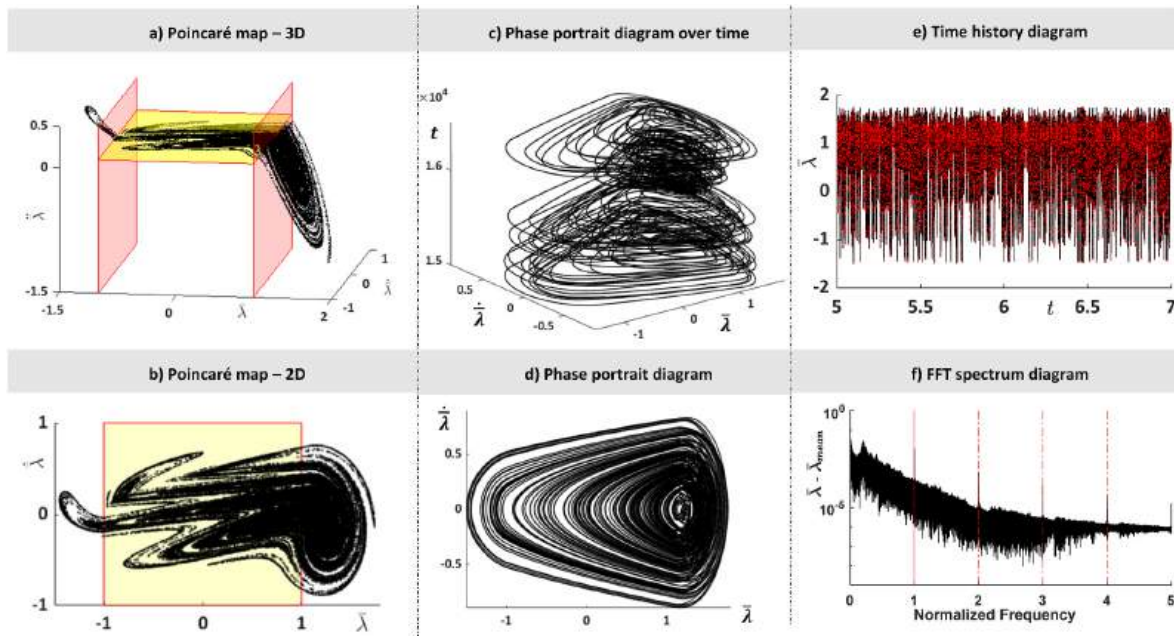 a) Poincaré map – 3D
0.5
0
-1.5
-1.5
0
2
-1
0
1
λ̈
λ̄
c) Phase portrait diagram over time
×10⁴
t
1.6
1.5
0.5
0
-0.5
-1
0
1
λ̄̇
λ̄
e) Time history diagram
2
1
0
-1
-2
λ̄
5
5.5
6
t
6.5
7
b) Poincaré map – 2D
1
0
-1
-1
0
1
λ̄
d) Phase portrait diagram
λ̄̇
0.5
0
-0.5
-1
0
1
λ̄
f) FFT spectrum diagram
10⁰
10⁻⁵
λ̄ - λ̄mean
0
1
2
3
4
5
Normalized Frequency